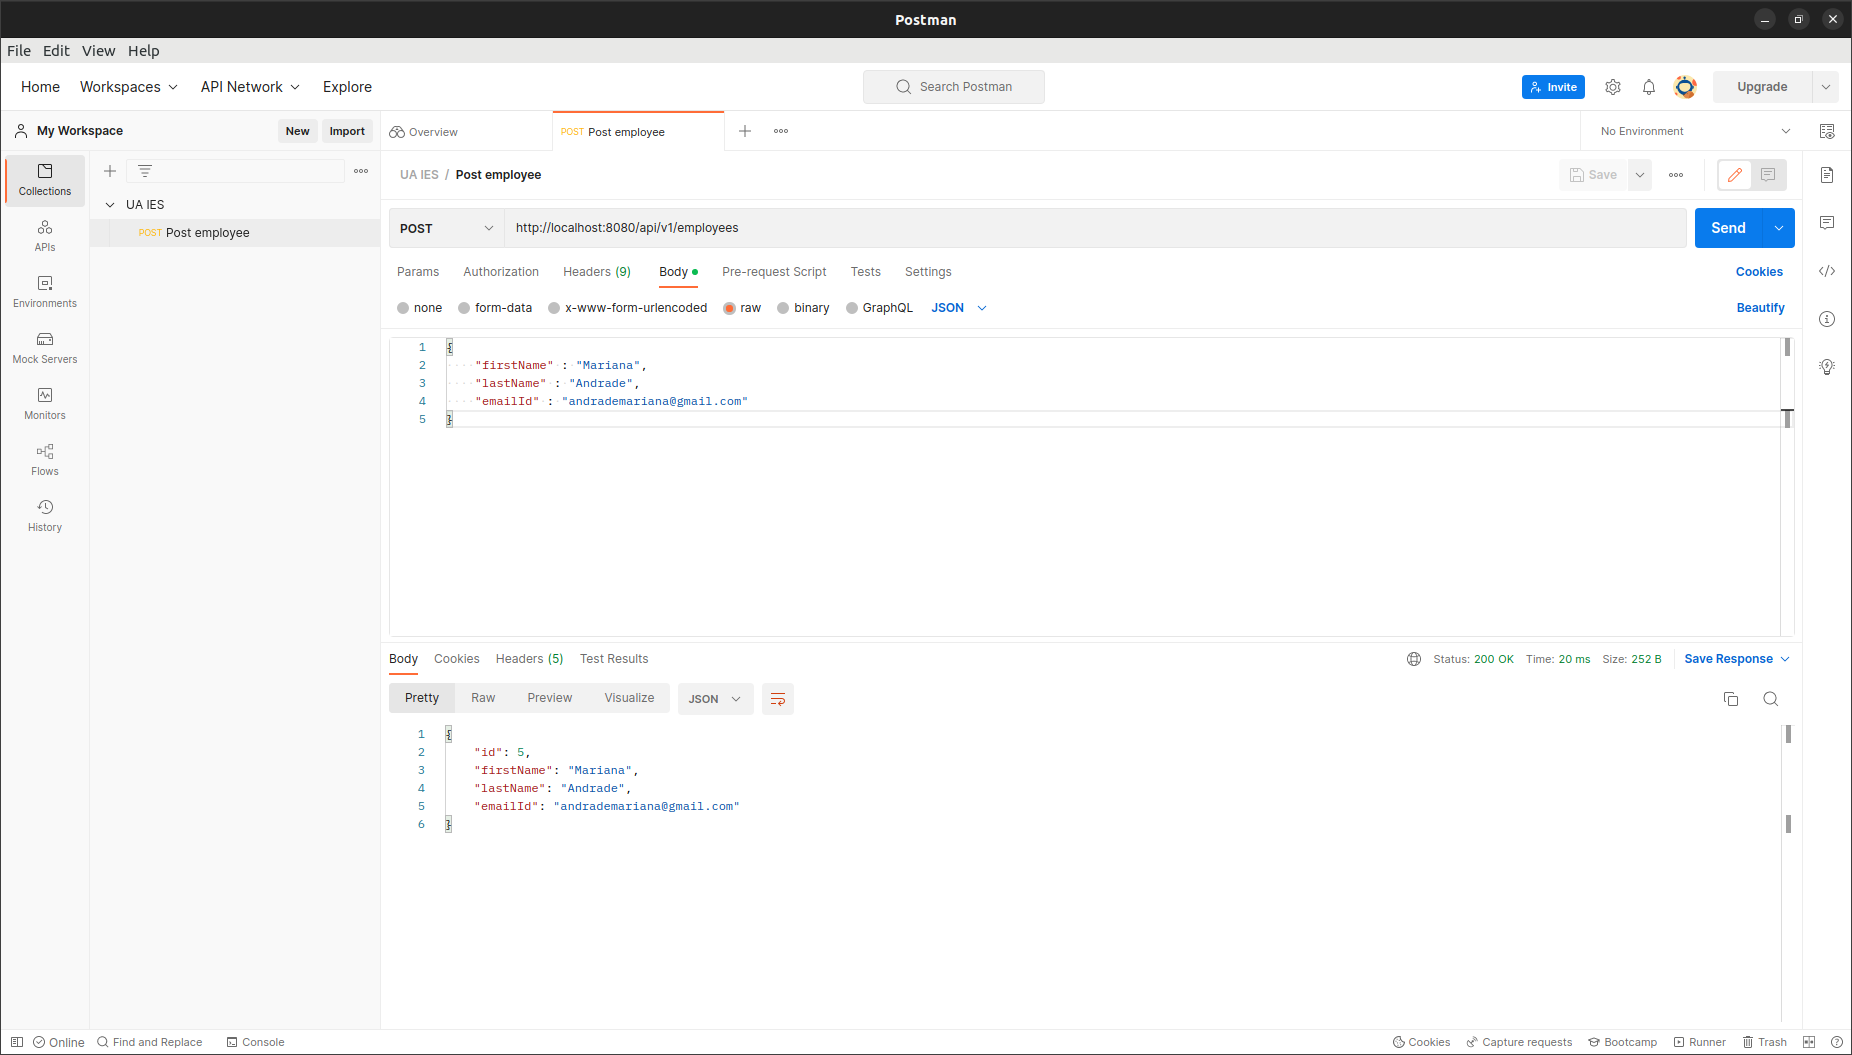 Postman
File Edit View Help
Home Workspaces API Network Explore Search Postman Invite Upgrade
My Workspace New Import Overview POST Post employee No Environment
Collections
APIs
Environments
Mock Servers
Monitors
Flows
History
UA IES
POST Post employee
UA IES / Post employee Save
POST http://localhost:8080/api/v1/employees Send
Params Authorization Headers (9) Body Pre-request Script Tests Settings Cookies
none form-data x-www-form-urlencoded raw binary GraphQL JSON Beautify
1 {
2 "firstName" : "Mariana",
3 "lastName" : "Andrade",
4 "emailId" : "andrademariana@gmail.com"
5 }
Body Cookies Headers (5) Test Results Status: 200 OK Time: 20 ms Size: 252 B Save Response
Pretty Raw Preview Visualize JSON
1 {
2 "id": 5,
3 "firstName": "Mariana",
4 "lastName": "Andrade",
5 "emailId": "andrademariana@gmail.com"
6 }
Online Find and Replace Console Cookies Capture requests Bootcamp Runner Trash